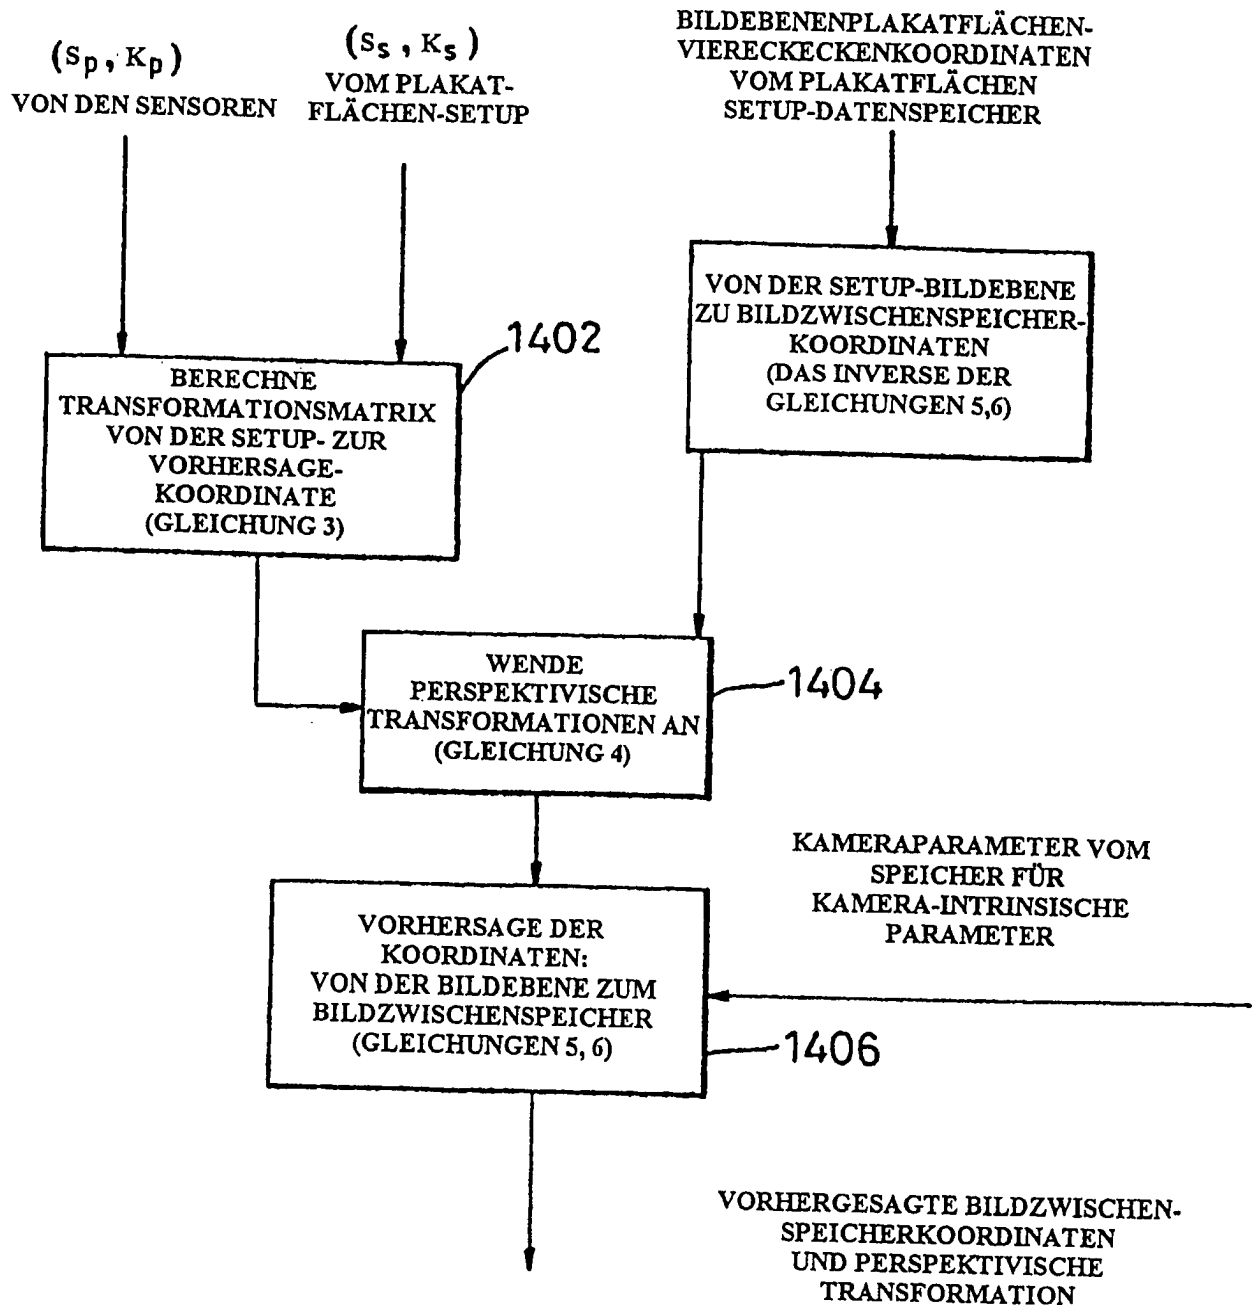 (Sp, Kp)
VON DEN SENSOREN
(Ss, Ks)
VOM PLAKAT-
FLÄCHEN-SETUP
BILDEBENENPLAKATFLÄCHEN-
VIERECKECKENKOORDINATEN
VOM PLAKATFLÄCHEN
SETUP-DATENSPEICHER
VON DER SETUP-BILDEBENE
ZU BILDZWISCHENSPEICHER-
KOORDINATEN
(DAS INVERSE DER
GLEICHUNGEN 5,6)
1402
BERECHNE
TRANSFORMATIONSMATRIX
VON DER SETUP- ZUR
VORHERSAGE-
KOORDINATE
(GLEICHUNG 3)
WENDE
PERSPEKTIVISCHE
TRANSFORMATIONEN AN
(GLEICHUNG 4)
1404
KAMERAPARAMETER VOM
SPEICHER FÜR
KAMERA-INTRINSISCHE
PARAMETER
VORHERSAGE DER
KOORDINATEN:
VON DER BILDEBENE ZUM
BILDZWISCHENSPEICHER
(GLEICHUNGEN 5, 6)
1406
VORHERGESAGTE BILDZWISCHEN-
SPEICHERKOORDINATEN
UND PERSPEKTIVISCHE
TRANSFORMATION